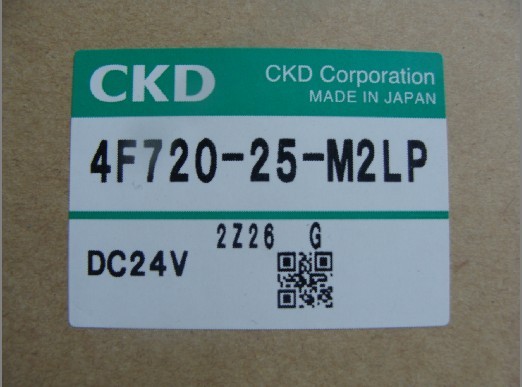 CKD
CKD Corporation
MADE IN JAPAN
4F720-25-M2LP
2Z26 G
DC24V